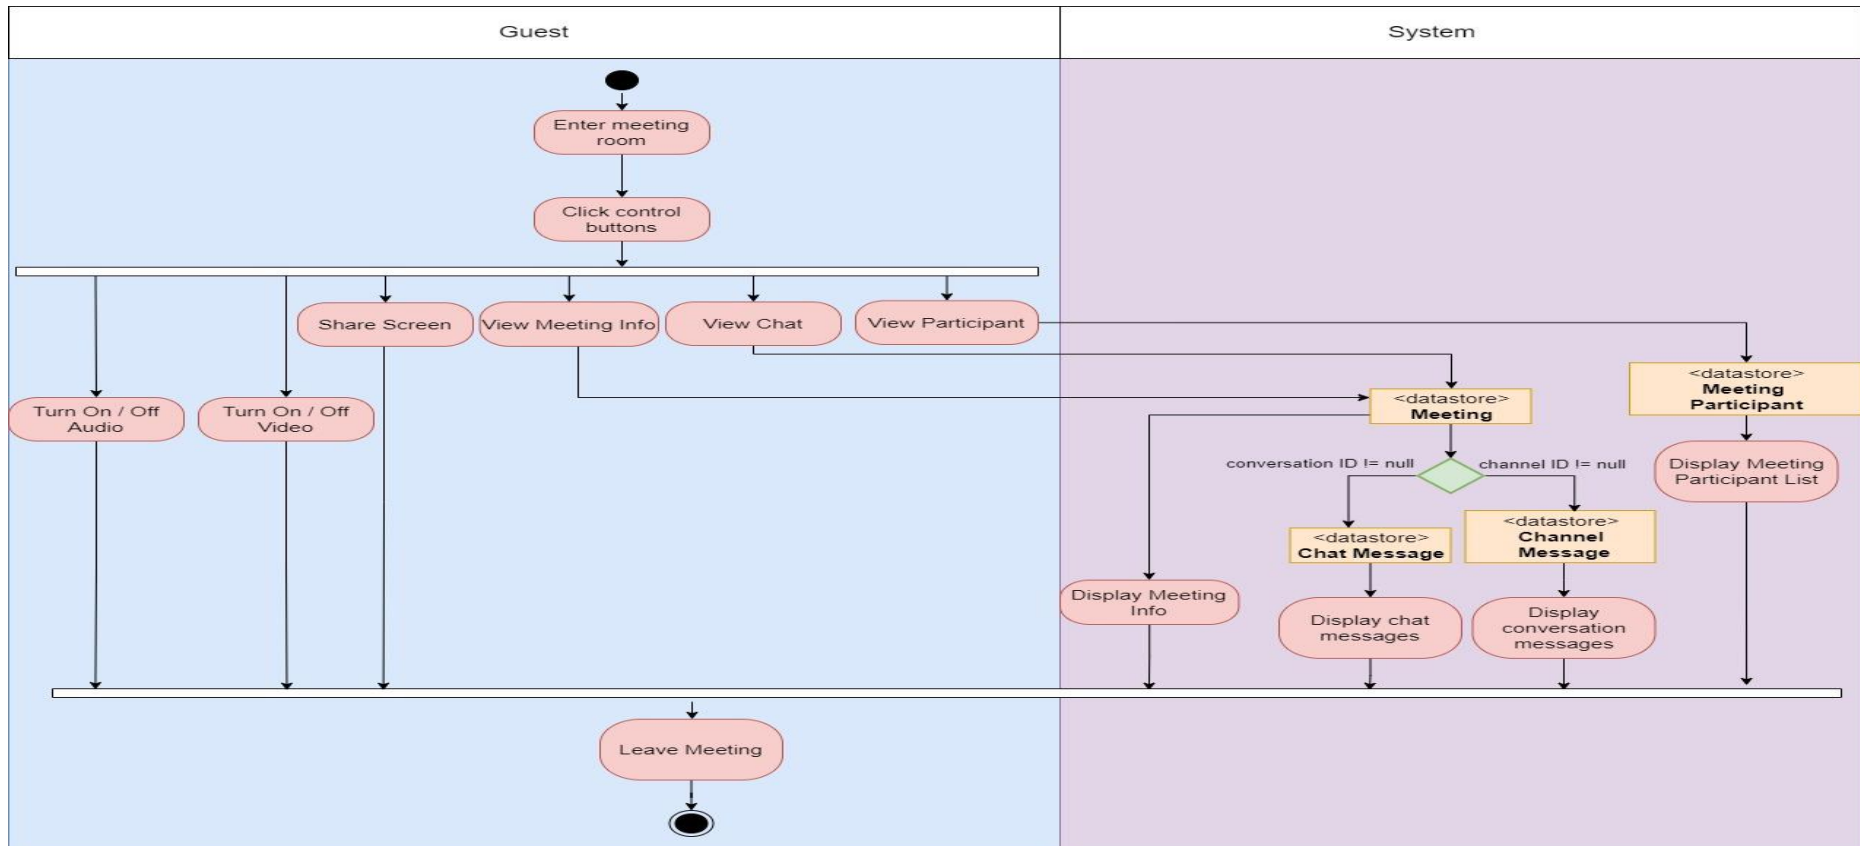 Guest
System
Enter meeting
room
Click control
buttons
Share Screen
View Meeting Info
View Chat
View Participant
Turn On / Off
Audio
Turn On / Off
Video
<datastore>
Meeting
<datastore>
Meeting
Participant
conversation ID != null
channel ID != null
Display Meeting
Participant List
<datastore>
Chat Message
<datastore>
Channel
Message
Display Meeting
Info
Display chat
messages
Display
conversation
messages
Leave Meeting